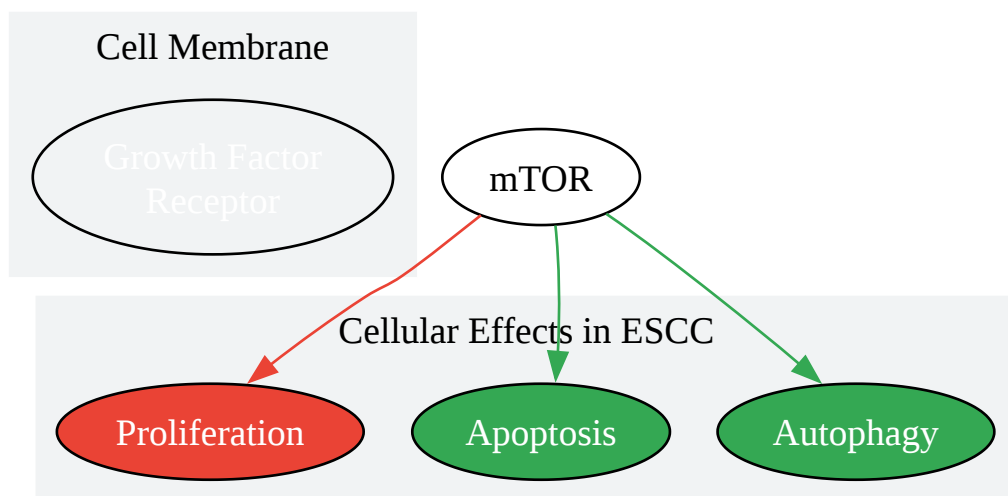 Cell Membrane
Growth Factor
Receptor
mTOR
Cellular Effects in ESCC
Proliferation
Apoptosis
Autophagy